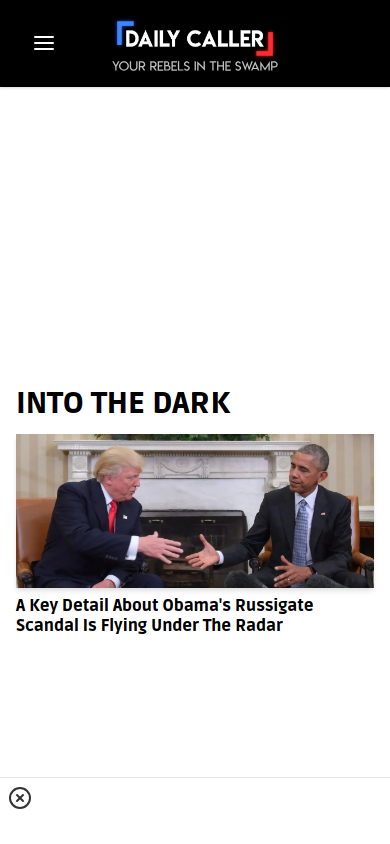 DAILY CALLER
YOUR REBELS IN THE SWAMP
INTO THE DARK
A Key Detail About Obama's Russigate
Scandal Is Flying Under The Radar